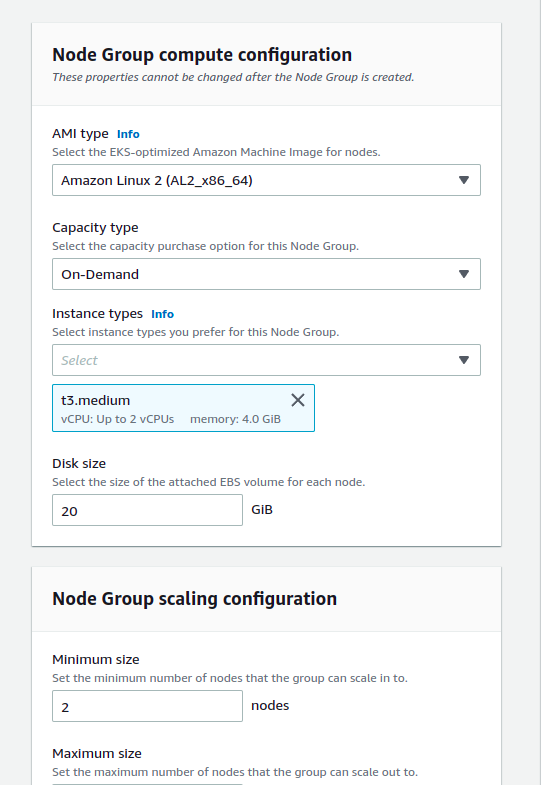 Node Group compute configuration
These properties cannot be changed after the Node Group is created.
AMI type Info
Select the EKS-optimized Amazon Machine Image for nodes.
Amazon Linux 2 (AL2_x86_64)
Capacity type
Select the capacity purchase option for this Node Group.
On-Demand
Instance types Info
Select instance types you prefer for this Node Group.
Select
t3.medium
vCPU: Up to 2 vCPUs memory: 4.0 GiB
Disk size
Select the size of the attached EBS volume for each node.
20 GiB
Node Group scaling configuration
Minimum size
Set the minimum number of nodes that the group can scale in to.
2 nodes
Maximum size
Set the maximum number of nodes that the group can scale out to.